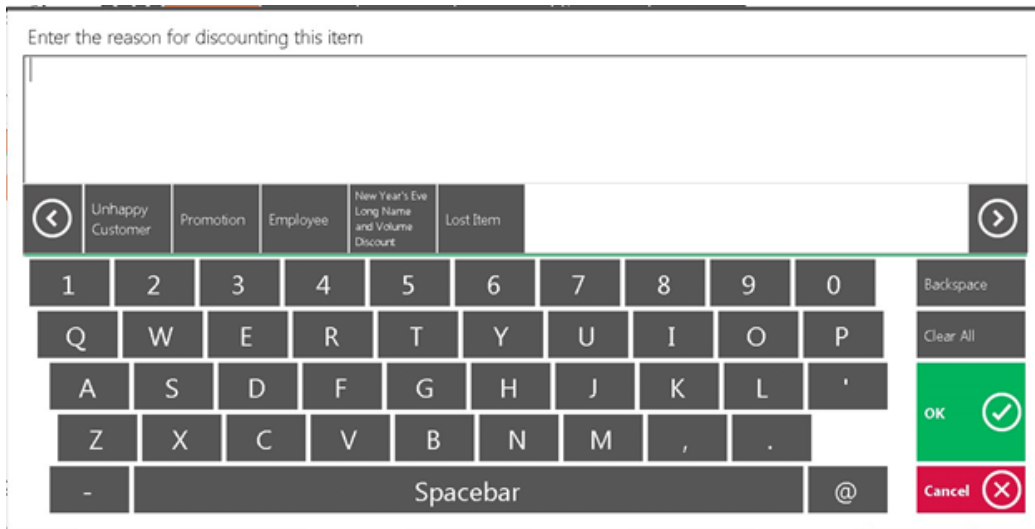 Enter the reason for discounting this item
Unhappy
Customer
Promotion
Employee
New Year's Eve
Long Name
and Volume
Discount
Lost Item
1 2 3 4 5 6 7 8 9 0
Backspace
Q W E R T Y U I O P
Clear All
A S D F G H J K L '
OK
Z X C V B N M , .
- Spacebar @
Cancel